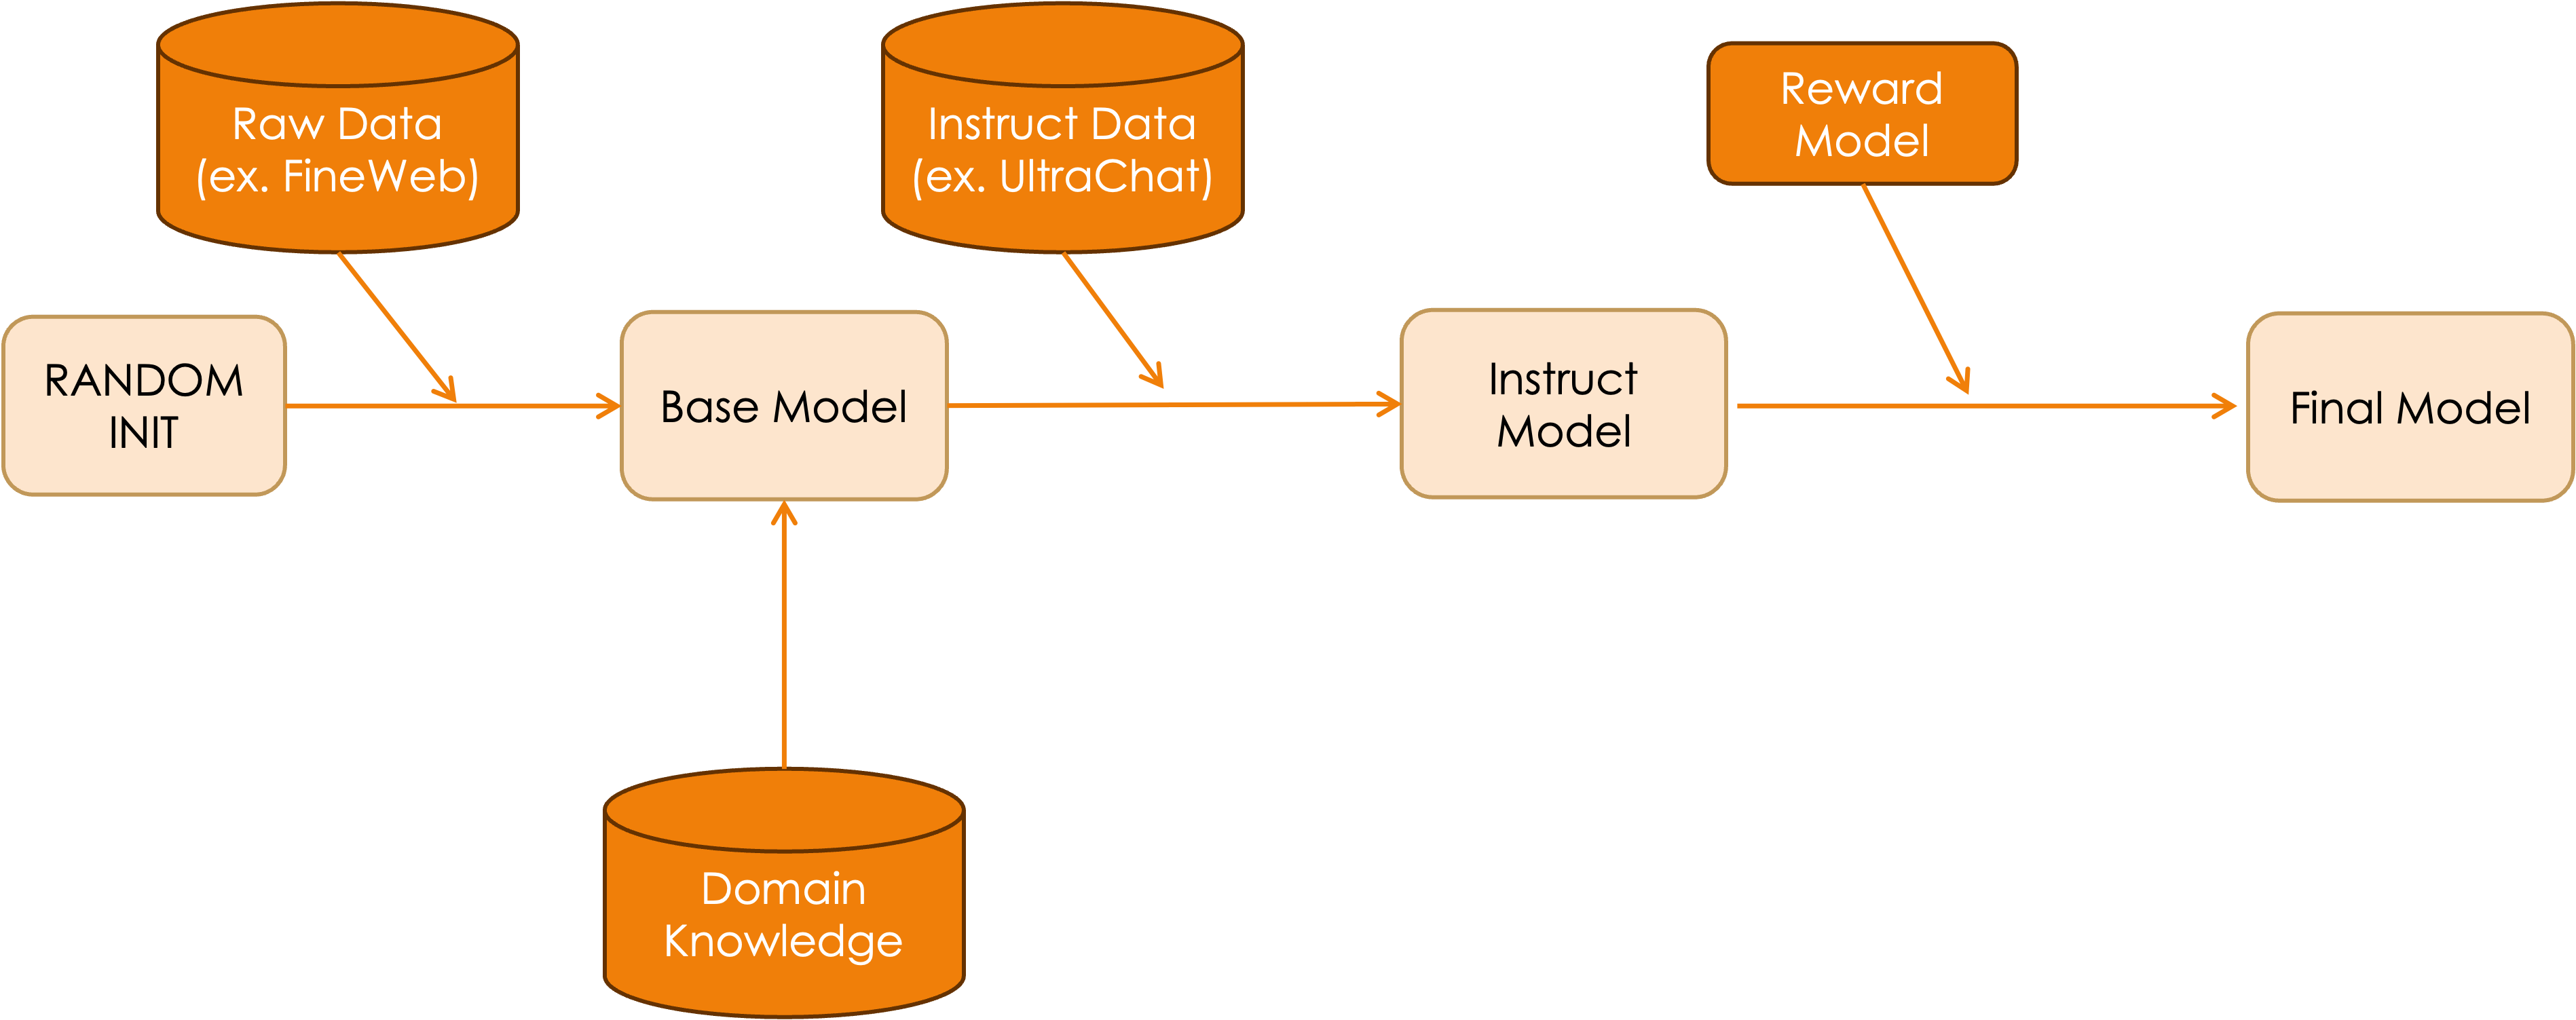 Raw Data
(ex. FineWeb)
Instruct Data
(ex. UltraChat)
Reward
Model
RANDOM
INIT
Base Model
Instruct
Model
Final Model
Domain
Knowledge